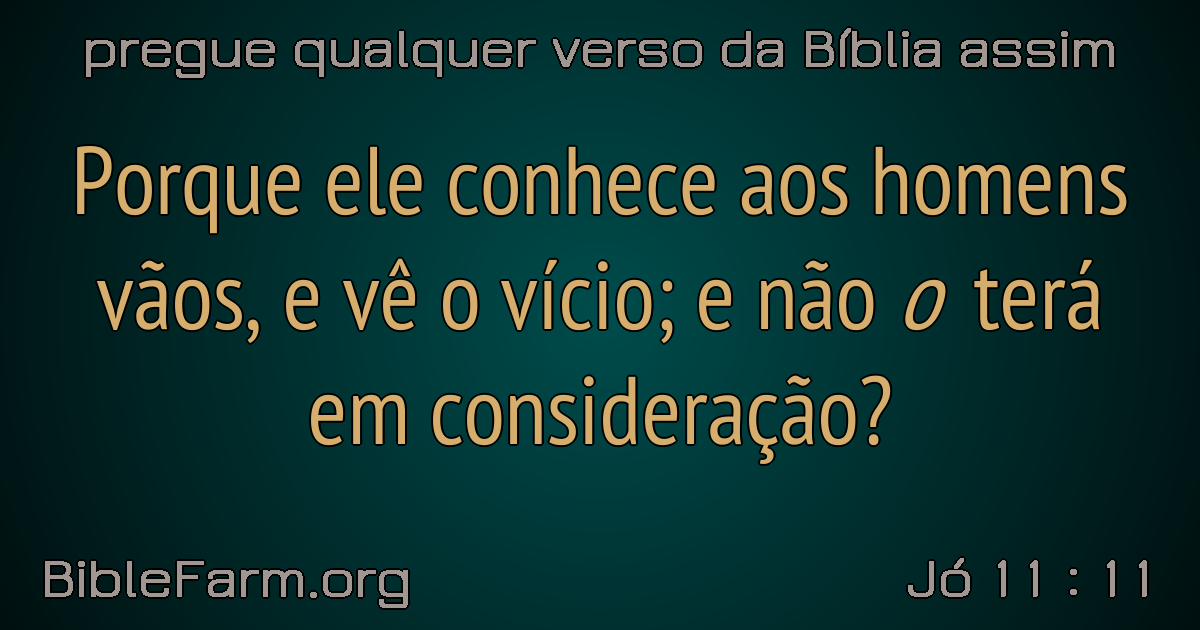 pregue qualquer verso da Bíblia assim
Porque ele conhece aos homens
vãos, e vê o vício; e não o terá
em consideração?
BibleFarm.org
Jó 11 : 11